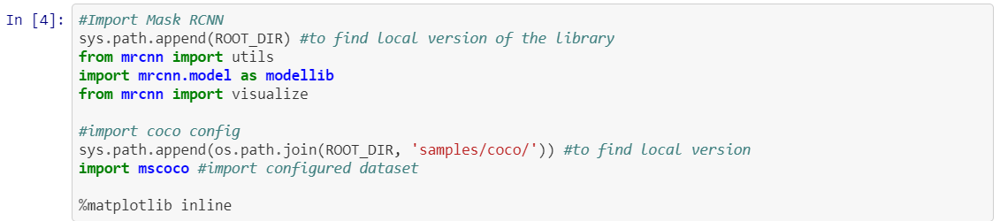 In [4]: #Import Mask RCNN
sys.path.append(ROOT_DIR) #to find local version of the library
from mrcnn import utils
import mrcnn.model as modellib
from mrcnn import visualize
#import coco config
sys.path.append(os.path.join(ROOT_DIR, 'samples/coco/')) #to find local version
import mscoco #import configured dataset
%matplotlib inline